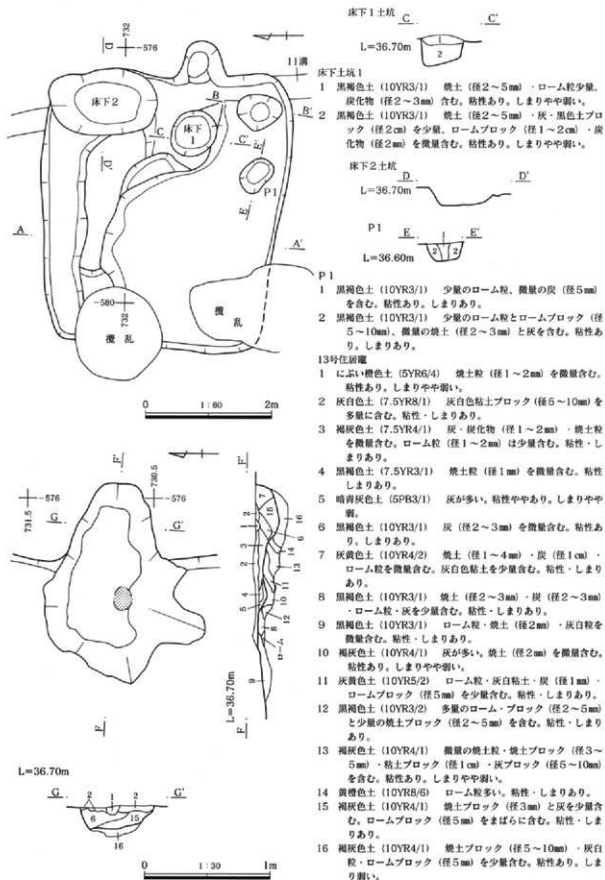 732
D
-576
11溝
床下2
B
B'
床下
1
C
C'
D'
E'
P1
E
A
A'
-580
732
攪乱
攪乱
0 1:60 2m
床下1土坑
C C'
L=36.70m
1
2
床下土坑1
1 黒褐色土（10YR3/1） 焼土（径2～5㎜）・ローム粒少量、
炭化物（径2～3㎜）含む。粘性あり。しまりやや弱い。
2 黒褐色土（10YR3/1） 焼土（径2～5㎜）・灰・黒色土ブロ
ック（径2㎝）を少量、ロームブロック（径1～2㎝）・炭
化物（径2㎜）を微量含む。粘性あり。しまりやや弱い。
床下2土坑
D D'
L=36.70m
P1
E E'
1
2 2
L=36.60m
P1
1 黒褐色土（10YR3/1） 少量のローム粒、微量の炭（径5㎜）
を含む。粘性あり。しまりあり。
2 黒褐色土（10YR3/1） 少量のローム粒とロームブロック（径
5～10㎜）、微量の焼土（径2～3㎜）と灰を含む。粘性あ
り。しまりあり。
13号住居竈
1 にぶい橙色土（5YR6/4） 焼土粒（径1～2㎜）を微量含む。
粘性あり。しまりやや弱い。
2 灰白色土（7.5YR8/1） 灰白色粘土ブロック（径5～10㎜）を
多量に含む。粘性・しまりあり。
3 褐灰色土（7.5YR4/1） 灰・炭化物（径1～2㎜）・焼土粒
を微量含む。ローム粒（径1～2㎜）は少量含む。粘性・し
まりあり。
4 黒褐色土（7.5YR3/1） 焼土粒（径1㎜）を微量含む。粘性
しまりあり。
5 暗青灰色土（5PB3/1） 灰が多い。粘性ややあり。しまりやや
弱。
6 黒褐色土（10YR3/1） 灰（径2～3㎜）を微量含む。粘性あ
り。しまりあり。
7 灰黄色土（10YR4/2） 焼土（径1～4㎜）・炭（径1㎝）・
ローム粒を微量含む。灰白色粘土を少量含む。粘性・しまり
あり。
8 黒褐色土（10YR3/1） 焼土（径2～3㎜）・炭（径2～3㎜）
・ローム粒・灰を少量含む。粘性・しまりあり。
9 黒褐色土（10YR3/1） ローム粒・焼土（径2㎜）・灰白粒を
微量含む。粘性・しまりあり。
10 褐灰色土（10YR4/1） 灰が多い。焼土（径2㎜）を微量含む。
粘性あり。しまりやや弱い。
11 灰黄色土（10YR5/2） ローム粒・灰白粘土・炭（径1㎜）・
ロームブロック（径5㎜）を少量含む。粘性・しまりあり。
12 黒褐色土（10YR3/2） 多量のローム・ブロック（径2～5㎜）
と少量の焼土ブロック（径2～5㎜）を含む。粘性・しまり
あり。
13 褐灰色土（10YR4/1） 微量の焼土粒・焼土ブロック（径3～
5㎜）・粘土ブロック（径1㎝）・灰ブロック（径5～10㎜）
を含む。粘性あり。しまりやや弱い。
14 黄橙色土（10YR8/6） ローム粒多い。粘性・しまりあり。
15 褐灰色土（10YR4/1） 焼土ブロック（径3㎜）と灰を少量含
む。ロームブロック（径5㎜）をまばらに含む。粘性・しま
りあり。
16 褐灰色土（10YR4/1） 焼土ブロック（径5～10㎜）・灰白
粒・ロームブロック（径5㎜）を少量含む。粘性あり。しま
り弱い。
F'
731.5
-576
730.5
-576
G
G'
F
F'
7
15
16
2
1
6
2
14
3
13
1
11
4
10
5
12
8
ローム
9
L=36.70m
F
L=36.70m
G 2 1 2 G'
6 15
16
0 1:30 1m